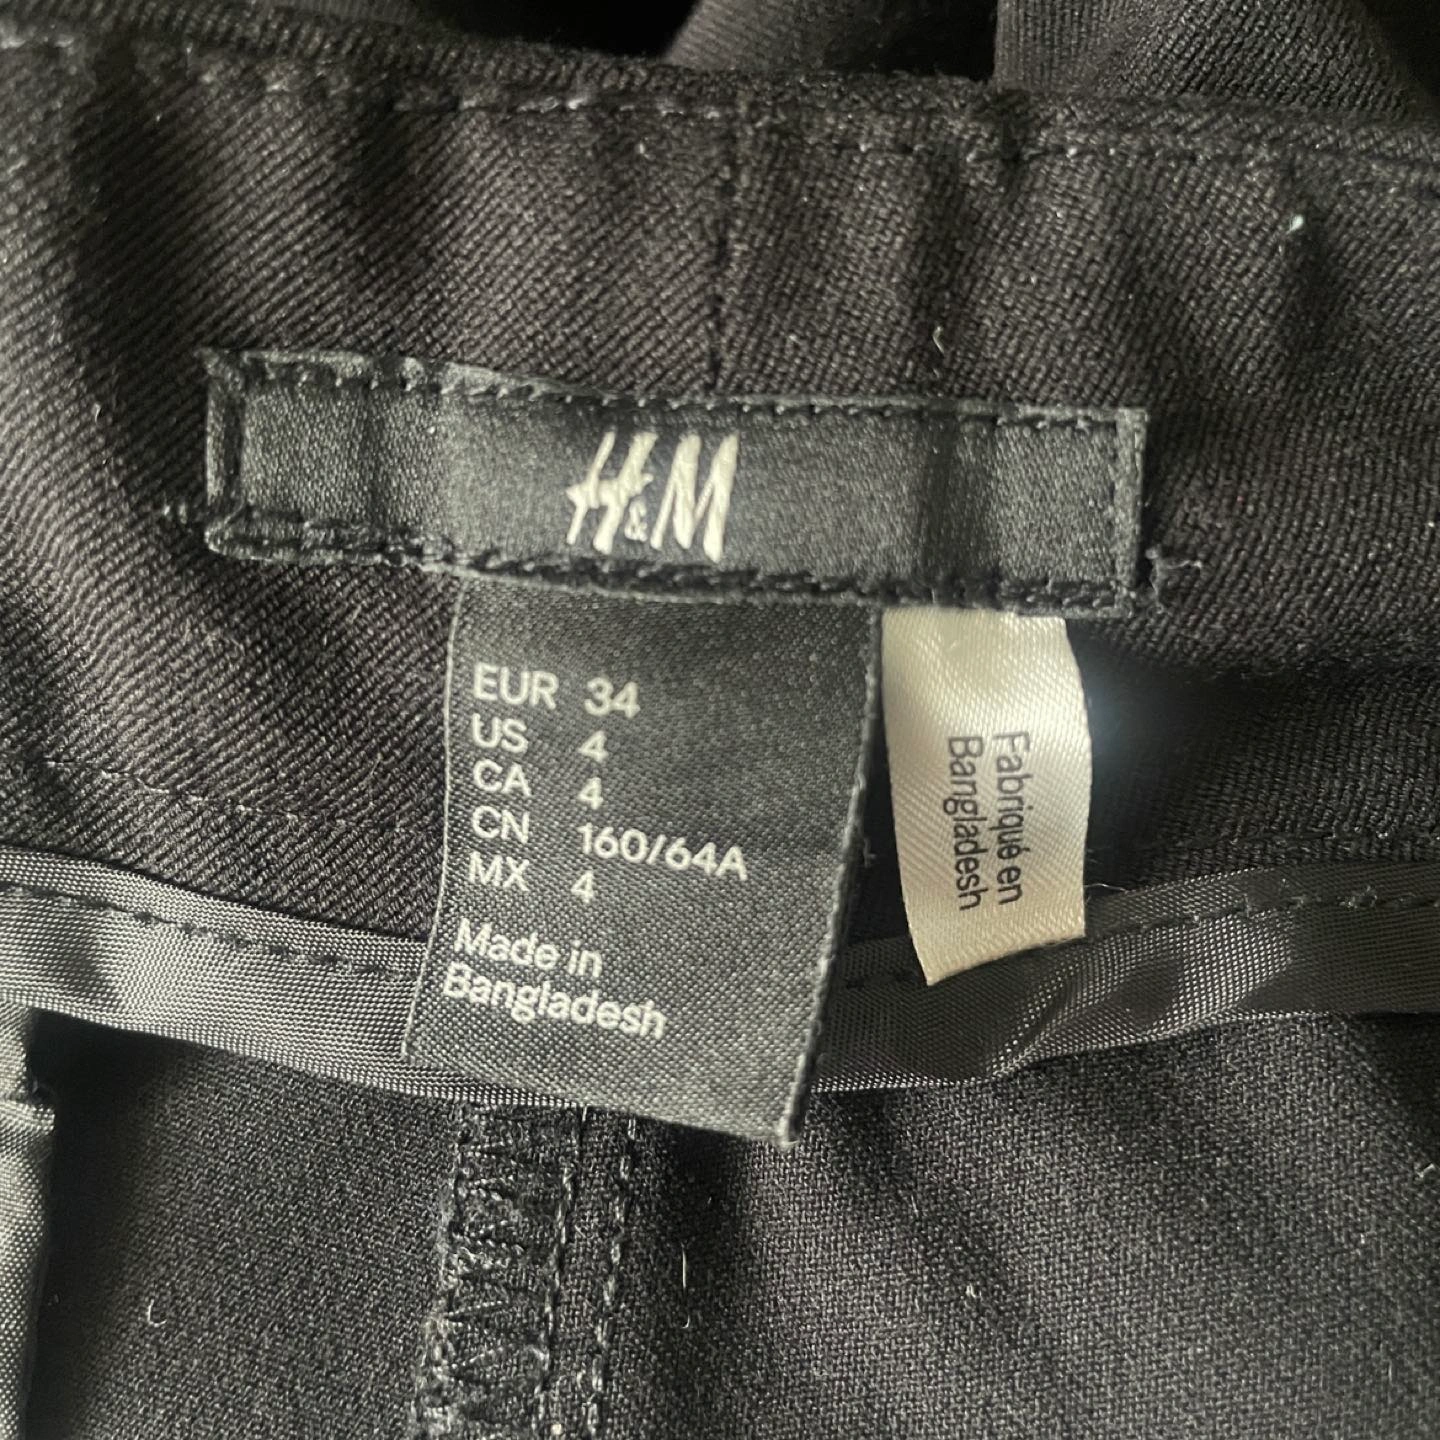 H&M
EUR 34
US 4
CA 4
CN 160/64A
MX 4
Made in
Bangladesh
Fabriqué en
Bangladesh